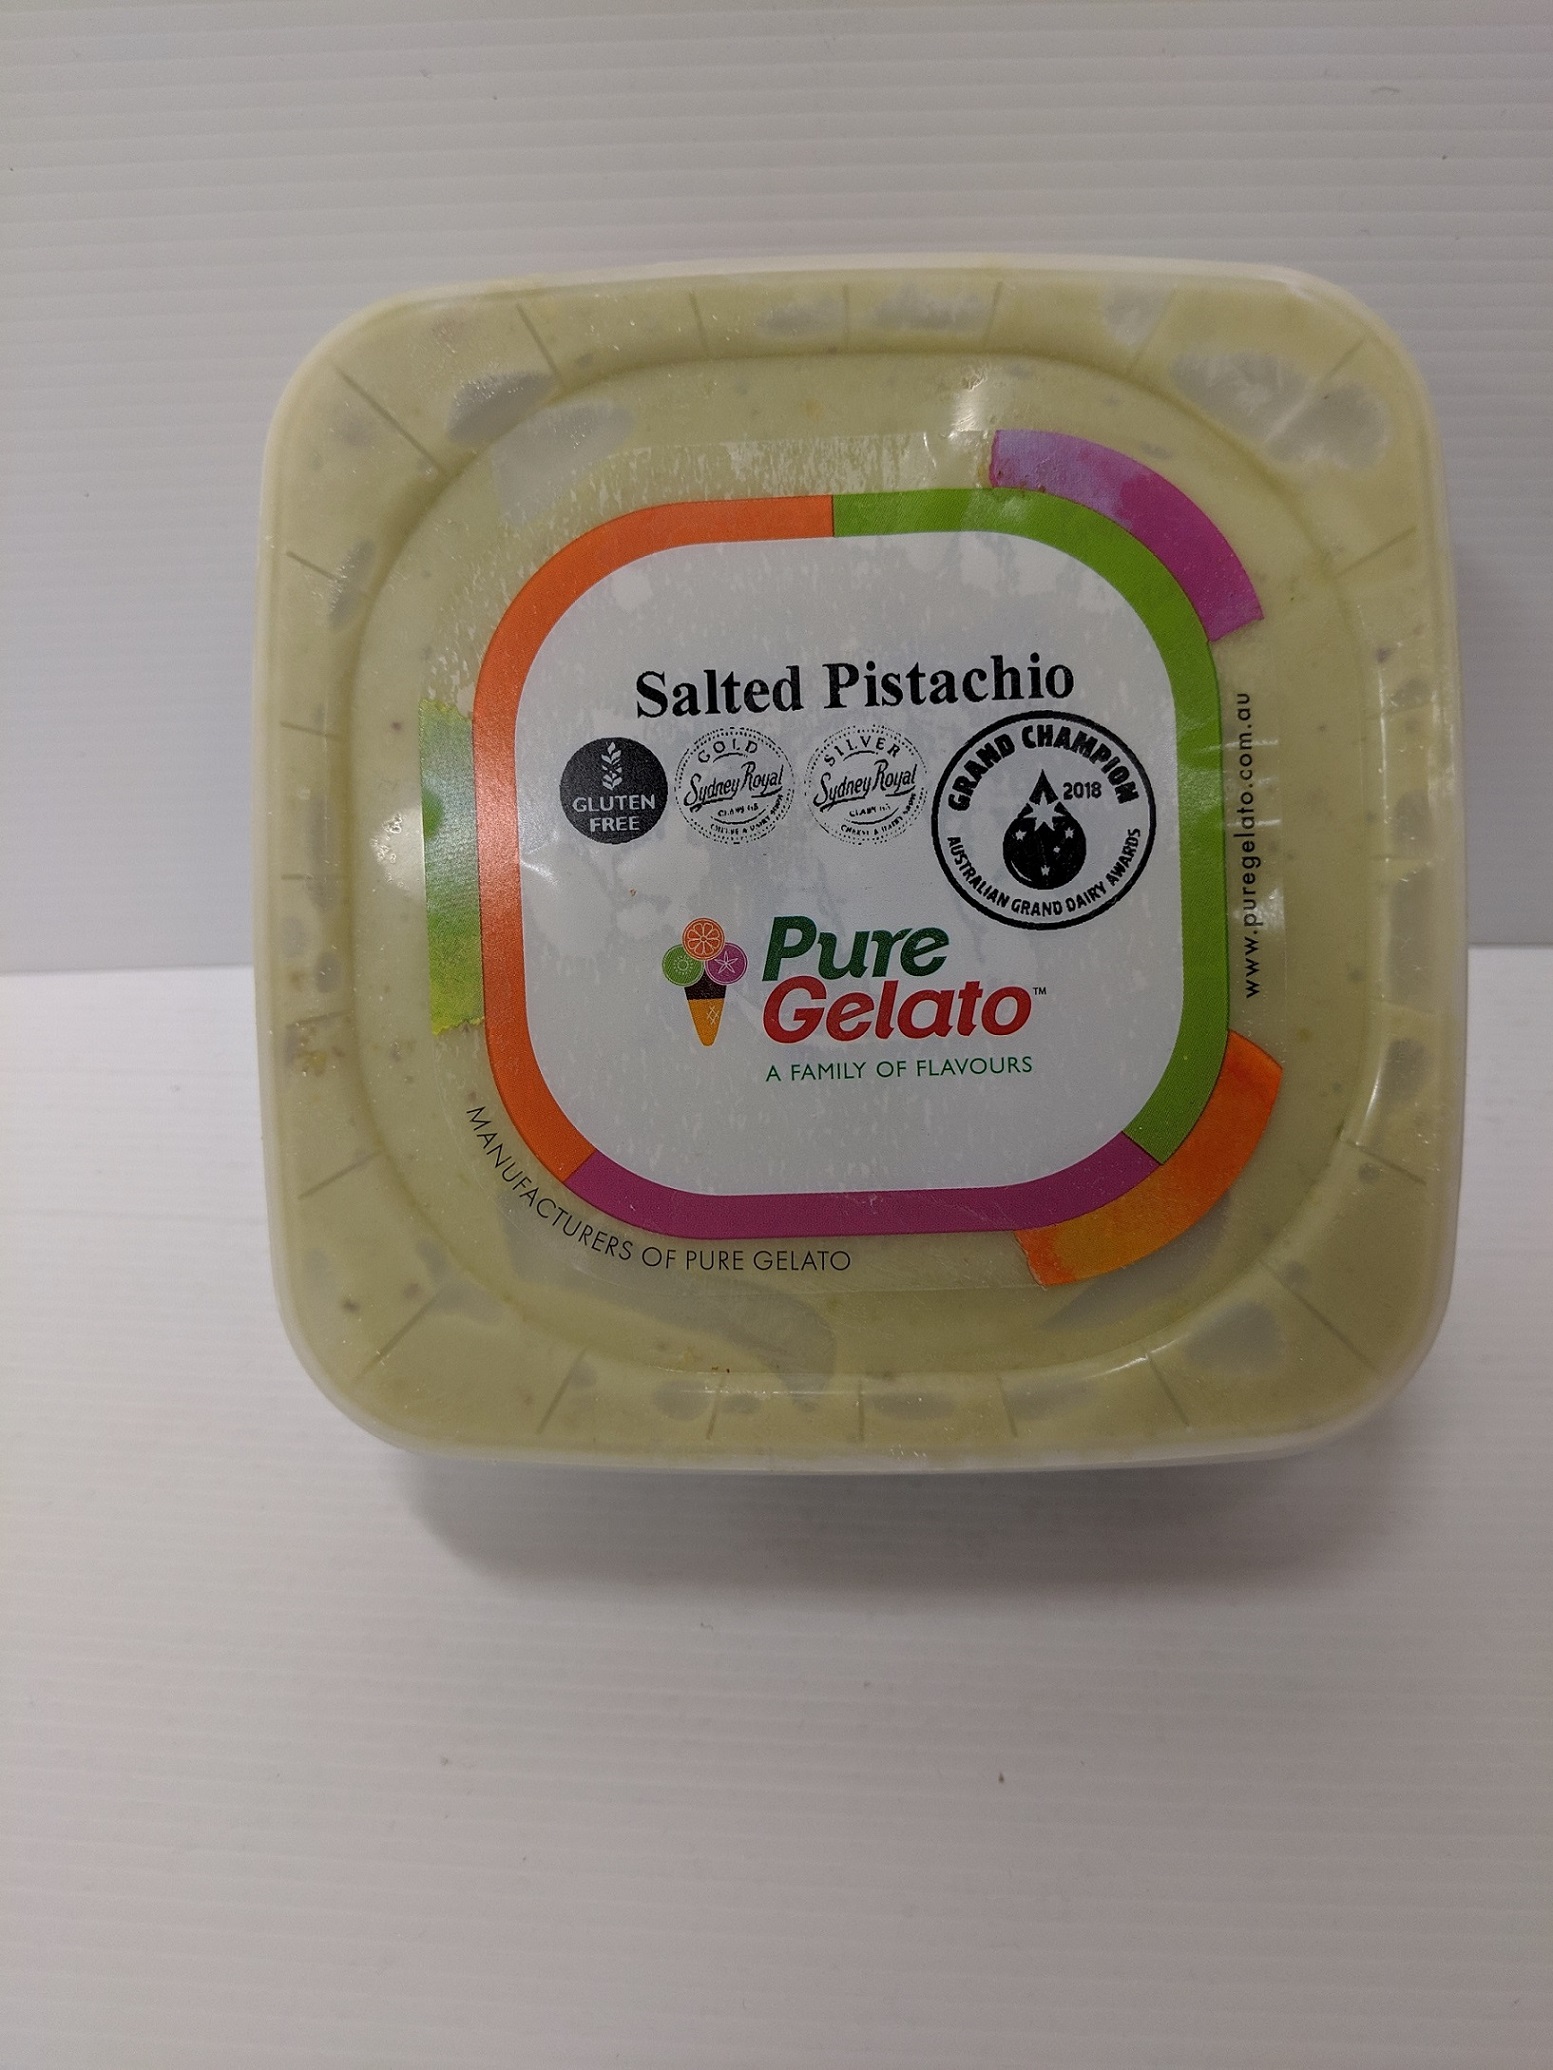 Salted Pistachio
GLUTEN
FREE
GOLD
Sydney Royal
SILVER
Sydney Royal
GRAND CHAMPION
2018
AUSTRALIAN GRAND DAIRY AWARDS
Pure
Gelato™
A FAMILY OF FLAVOURS
www.puregelato.com.au
MANUFACTURERS OF PURE GELATO